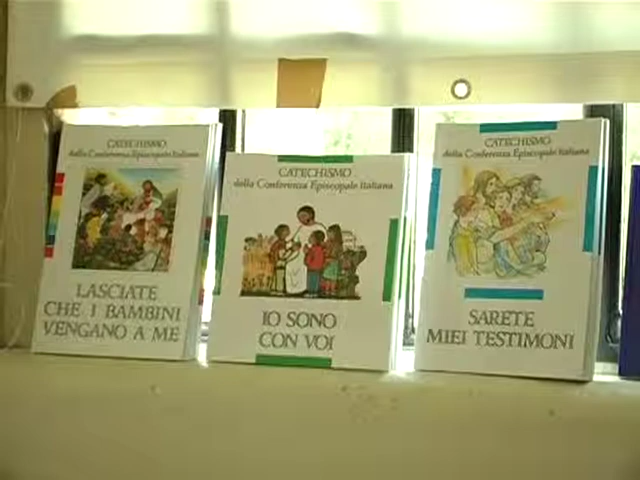 CATECHISMO
della Conferenza Episcopale Italiana
LASCIATE
CHE I BAMBINI
VENGANO A ME
CATECHISMO
della Conferenza Episcopale Italiana
IO SONO
CON VOI
CATECHISMO
della Conferenza Episcopale Italiana
SARETE
MIEI TESTIMONI